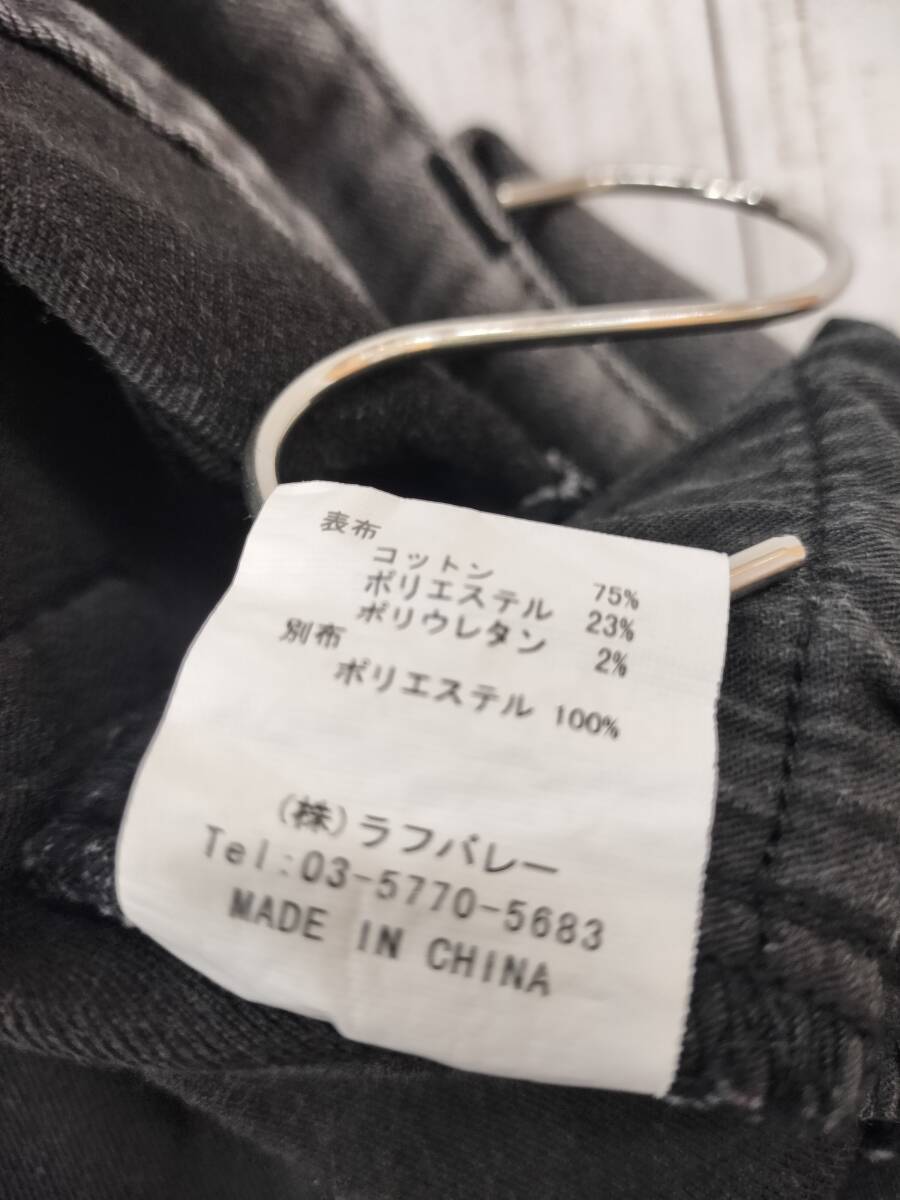 表布
コットン 75%
ポリエステル 23%
ポリウレタン 2%
別布
ポリエステル 100%
(株)ラフバレー
Tel:03-5770-5683
MADE IN CHINA